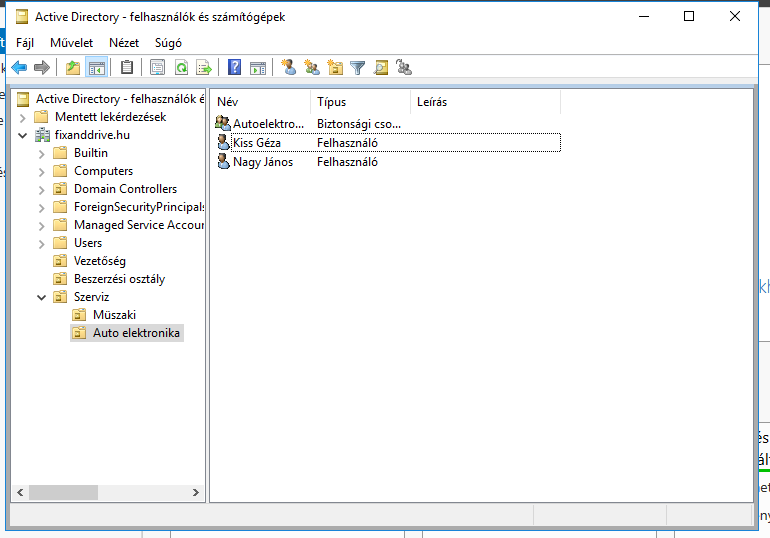 Active Directory - felhasználók és számítógépek
Fájl Művelet Nézet Súgó
Active Directory - felhasználók é
Mentett lekérdezések
fixanddrive.hu
Builtin
Computers
Domain Controllers
ForeignSecurityPrincipals
Managed Service Accour
Users
Vezetőség
Beszerzési osztály
Szerviz
Müszaki
Auto elektronika
Név Típus Leírás
Autoelektro... Biztonsági cso...
Kiss Géza Felhasználó
Nagy János Felhasználó